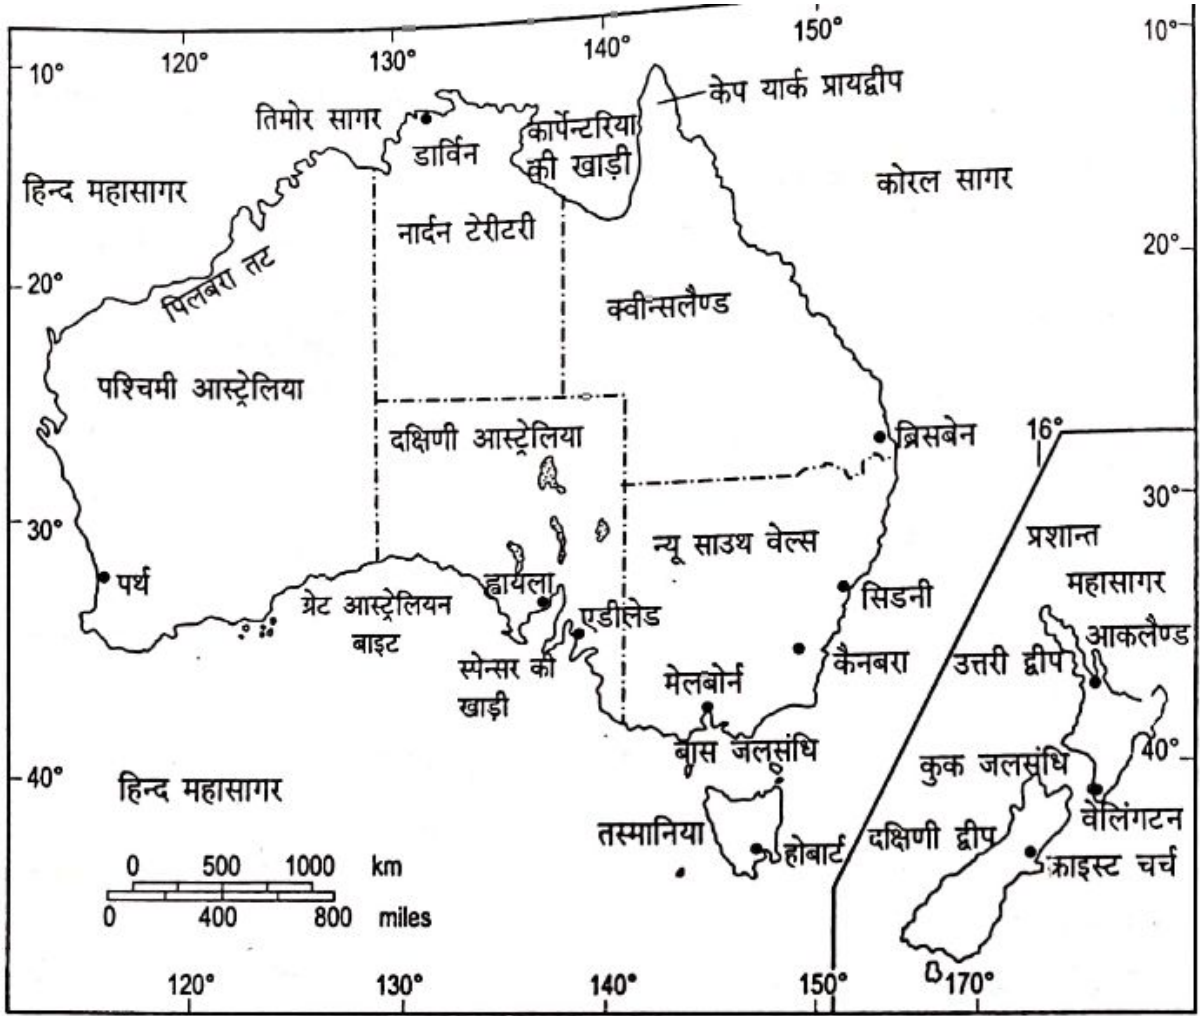 150°
140°
10°
120°
130°
10°
केप यार्क प्रायद्वीप
तिमोर सागर
कार्पेन्टरिया
की खाड़ी
डार्विन
कोरल सागर
हिन्द महासागर
नार्दन टेरीटरी
20°
पिलबरा तट
20°
क्वीन्सलैण्ड
पश्चिमी आस्ट्रेलिया
दक्षिणी आस्ट्रेलिया
ब्रिसबेन
16°
30°
30°
न्यू साउथ वेल्स
प्रशान्त
महासागर
पर्थ
ह्वायला
सिडनी
ग्रेट आस्ट्रेलियन
बाइट
एडीलेड
आकलैण्ड
उत्तरी द्वीप
कैनबरा
स्पेन्सर की
खाड़ी
मेलबोर्न
बास जलसंधि
40°
कुक जलसंधि
40°
हिन्द महासागर
वेलिंगटन
तस्मानिया
होबार्ट
दक्षिणी द्वीप
क्राइस्ट चर्च
0 500 1000 km
0 400 800 miles
120° 130° 140° 150° 170°